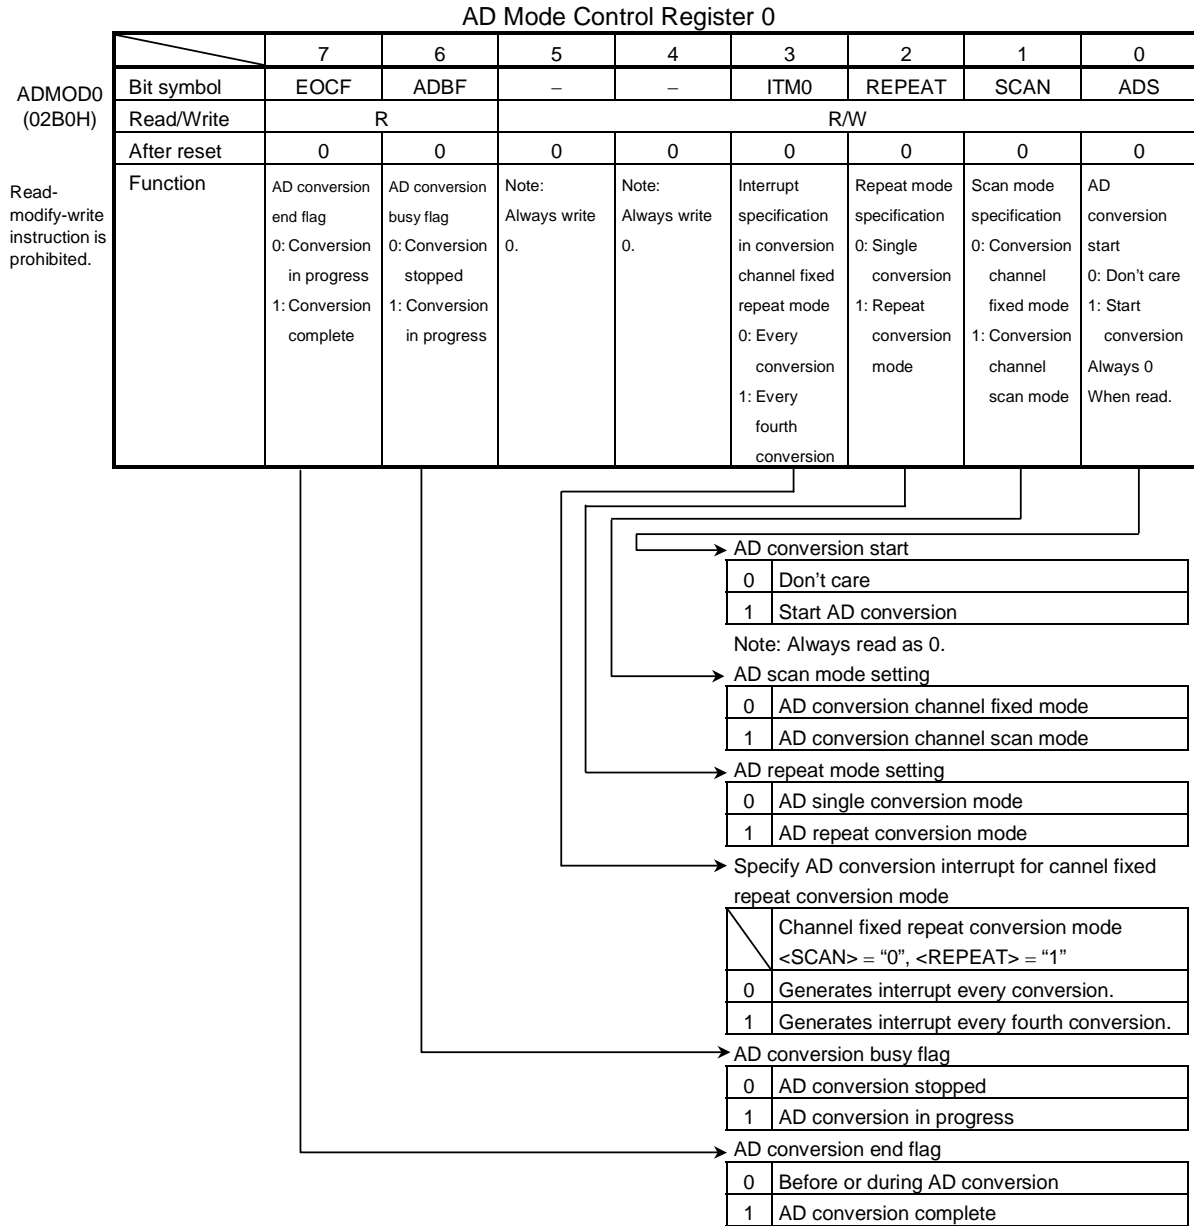 AD Mode Control Register 0
7 6 5 4 3 2 1 0
ADMOD0
(02B0H)
Bit symbol EOCF ADBF − − ITM0 REPEAT SCAN ADS
Read/Write R R/W
After reset 0 0 0 0 0 0 0 0
Read-
modify-write
instruction is
prohibited.
Function
AD conversion
end flag
0: Conversion
in progress
1: Conversion
complete
AD conversion
busy flag
0: Conversion
stopped
1: Conversion
in progress
Note:
Always write
0.
Note:
Always write
0.
Interrupt
specification
in conversion
channel fixed
repeat mode
0: Every
conversion
1: Every
fourth
conversion
Repeat mode
specification
0: Single
conversion
1: Repeat
conversion
mode
Scan mode
specification
0: Conversion
channel
fixed mode
1: Conversion
channel
scan mode
AD
conversion
start
0: Don't care
1: Start
conversion
Always 0
When read.
AD conversion start
0 Don't care
1 Start AD conversion
Note: Always read as 0.
AD scan mode setting
0 AD conversion channel fixed mode
1 AD conversion channel scan mode
AD repeat mode setting
0 AD single conversion mode
1 AD repeat conversion mode
Specify AD conversion interrupt for cannel fixed
repeat conversion mode
Channel fixed repeat conversion mode
<SCAN> = “0”, <REPEAT> = “1”
0 Generates interrupt every conversion.
1 Generates interrupt every fourth conversion.
AD conversion busy flag
0 AD conversion stopped
1 AD conversion in progress
AD conversion end flag
0 Before or during AD conversion
1 AD conversion complete